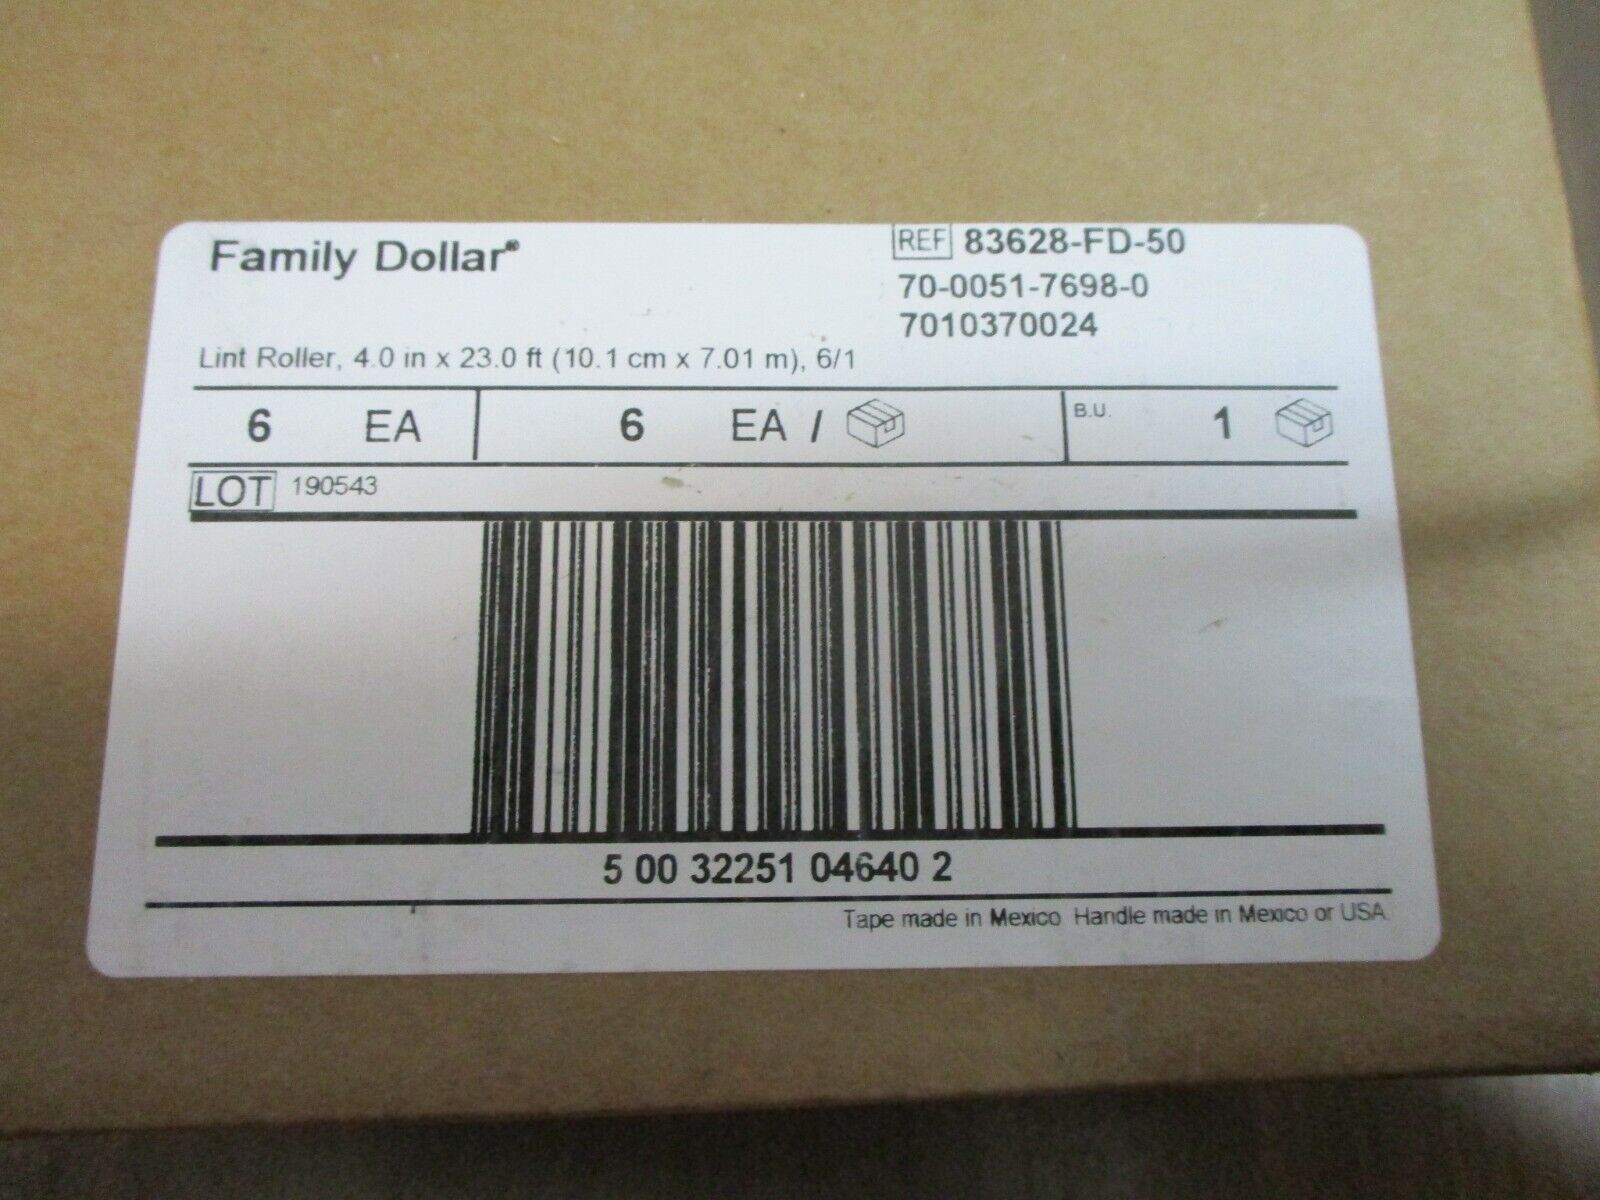 Family Dollar®
REF 83628-FD-50
70-0051-7698-0
7010370024
Lint Roller, 4.0 in x 23.0 ft (10.1 cm x 7.01 m), 6/1
6 EA 6 EA / B.U. 1
LOT 190543
5 00 32251 04640 2
Tape made in Mexico Handle made in Mexico or USA